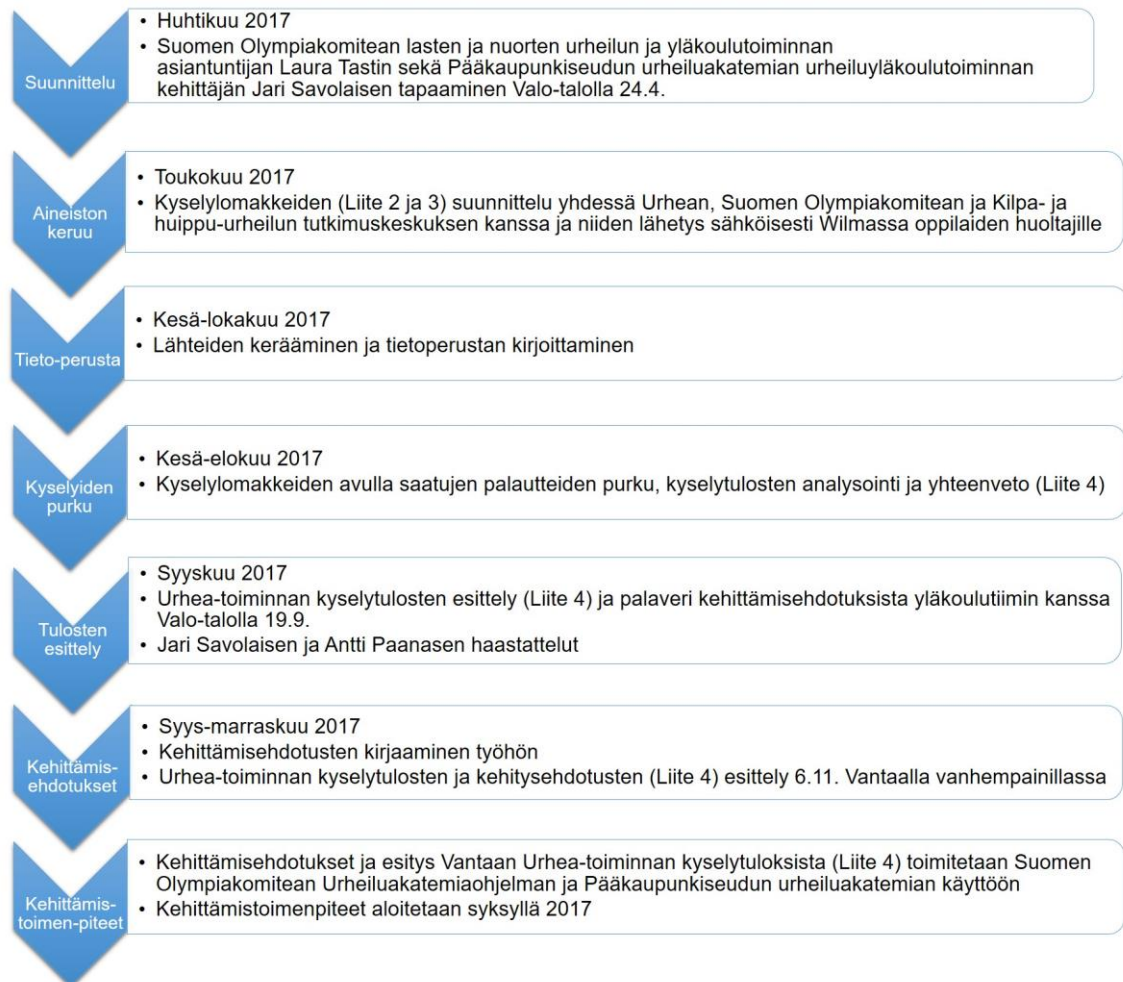 Suunnittelu
• Huhtikuu 2017
• Suomen Olympiakomitean lasten ja nuorten urheilun ja yläkoulutoiminnan
asiantuntijan Laura Tastin sekä Pääkaupunkiseudun urheiluakatemian urheiluyläkoulutoiminnan
kehittäjän Jari Savolaisen tapaaminen Valo-talolla 24.4.
Aineiston
keruu
• Toukokuu 2017
• Kyselylomakkeiden (Liite 2 ja 3) suunnittelu yhdessä Urhean, Suomen Olympiakomitean ja Kilpa- ja
huippu-urheilun tutkimuskeskuksen kanssa ja niiden lähetys sähköisesti Wilmassa oppilaiden huoltajille
Tieto-perusta
• Kesä-lokakuu 2017
• Lähteiden kerääminen ja tietoperustan kirjoittaminen
Kyselyiden
purku
• Kesä-elokuu 2017
• Kyselylomakkeiden avulla saatujen palautteiden purku, kyselytulosten analysointi ja yhteenveto (Liite 4)
Tulosten
esittely
• Syyskuu 2017
• Urhea-toiminnan kyselytulosten esittely (Liite 4) ja palaveri kehittämisehdotuksista yläkoulutiimin kanssa
Valo-talolla 19.9.
• Jari Savolaisen ja Antti Paanasen haastattelut
Kehittämis-
ehdotukset
• Syys-marraskuu 2017
• Kehittämisehdotusten kirjaaminen työhön
• Urhea-toiminnan kyselytulosten ja kehitysehdotusten (Liite 4) esittely 6.11. Vantaalla vanhempainillassa
Kehittämis-
toimen-piteet
• Kehittämisehdotukset ja esitys Vantaan Urhea-toiminnan kyselytuloksista (Liite 4) toimitetaan Suomen
Olympiakomitean Urheiluakatemiaohjelman ja Pääkaupunkiseudun urheiluakatemian käyttöön
• Kehittämistoimenpiteet aloitetaan syksyllä 2017